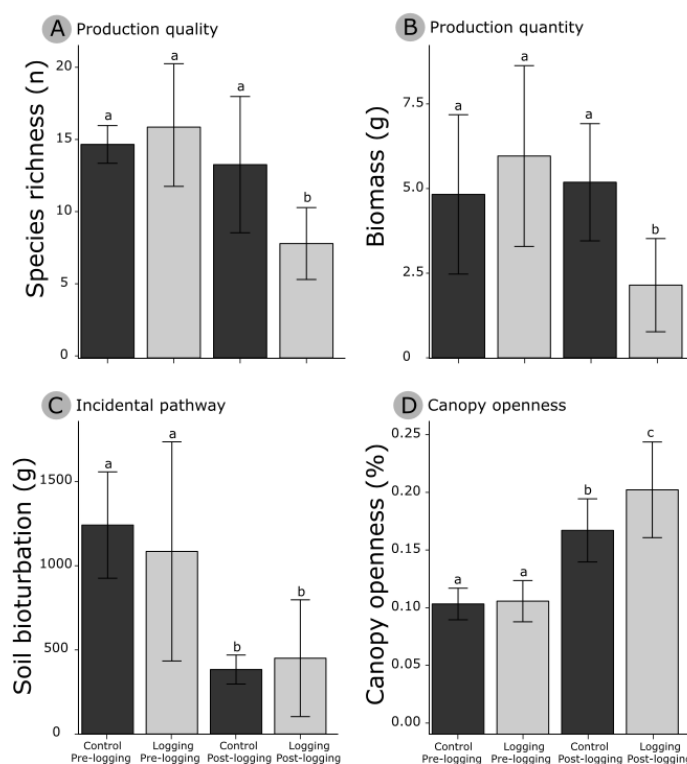 A Production quality
Species richness (n)
20
15
10
5
0
a
a
a
b
B Production quantity
Biomass (g)
7.5
5.0
2.5
0
a
a
a
b
C Incidental pathway
Soil bioturbation (g)
1500
1000
500
0
a
a
b
b
Control
Pre-logging
Logging
Pre-logging
Control
Post-logging
Logging
Post-logging
D Canopy openness
Canopy openness (%)
0.25
0.20
0.15
0.10
0.05
0.00
a
a
b
c
Control
Pre-logging
Logging
Pre-logging
Control
Post-logging
Logging
Post-logging